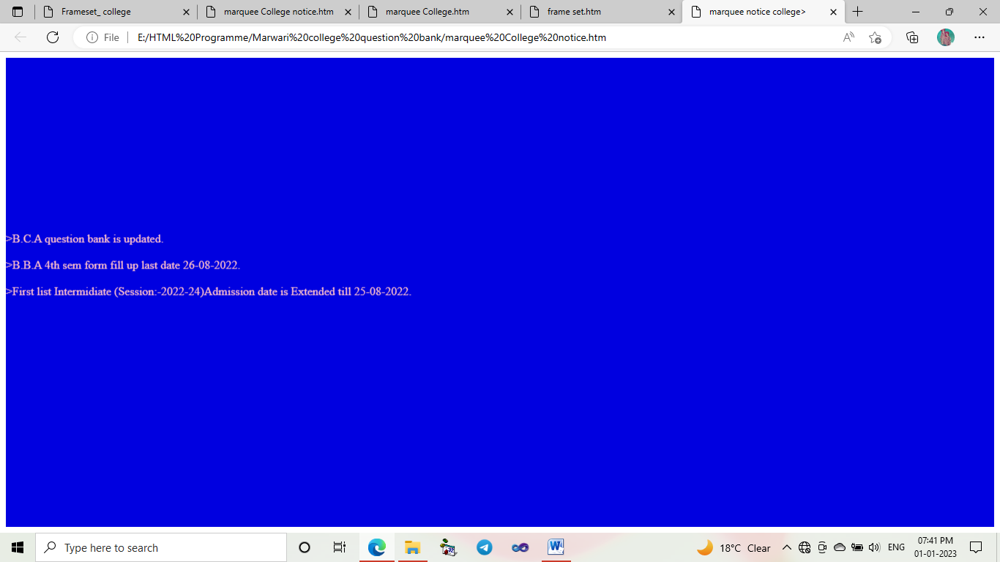 Frameset_ college
marquee College notice.htm
marquee College.htm
frame set.htm
marquee notice college>
File
E:/HTML%20Programme/Marwari%20college%20question%20bank/marquee%20College%20notice.htm
>B.C.A question bank is updated.
>B.B.A 4th sem form fill up last date 26-08-2022.
>First list Intermidiate (Session:-2022-24)Admission date is Extended till 25-08-2022.
Type here to search
18°C Clear
ENG
07:41 PM
01-01-2023